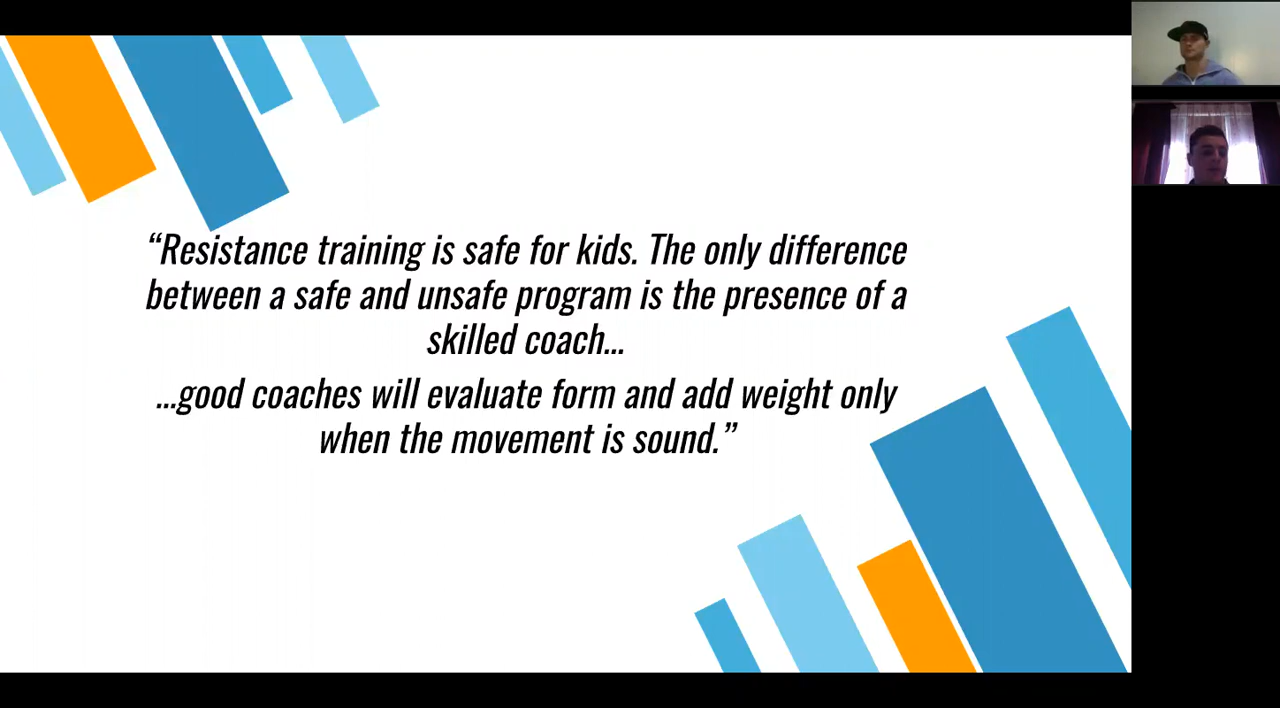 “Resistance training is safe for kids. The only difference
between a safe and unsafe program is the presence of a
skilled coach...
...good coaches will evaluate form and add weight only
when the movement is sound.”